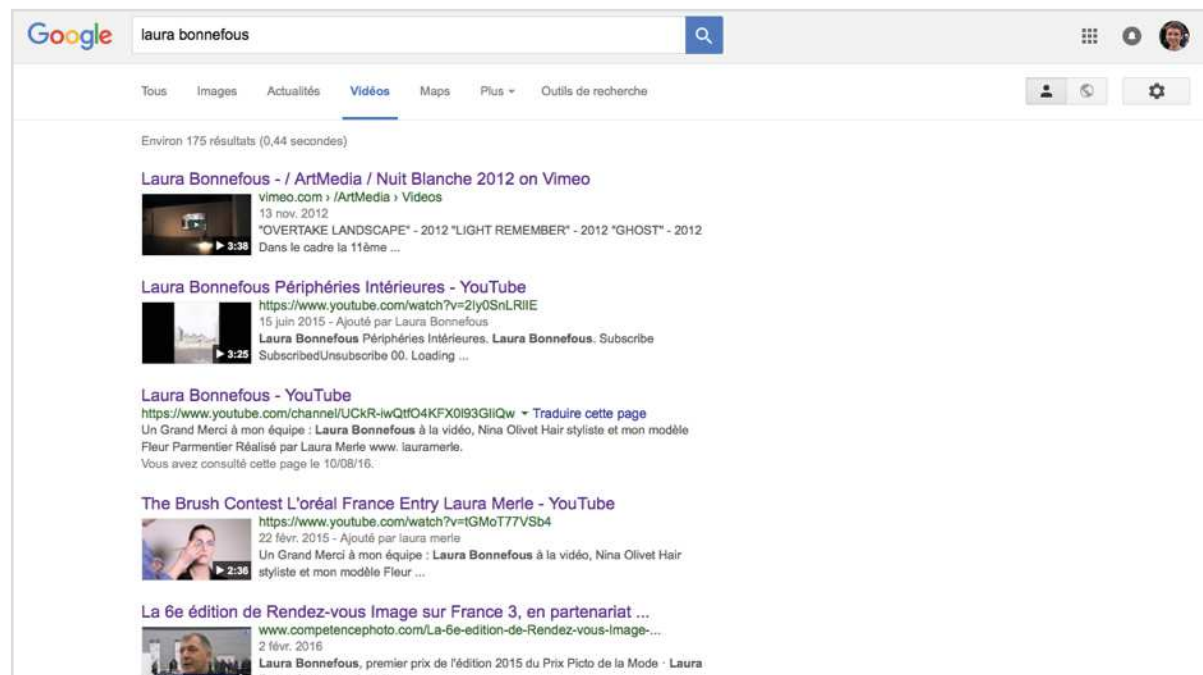 Google
laura bonnefous
Tous Images Actualités Vidéos Maps Plus Outils de recherche
Environ 175 résultats (0,44 secondes)
Laura Bonnefous - / ArtMedia / Nuit Blanche 2012 on Vimeo
vimeo.com › /ArtMedia › Videos
13 nov. 2012
"OVERTAKE LANDSCAPE" - 2012 "LIGHT REMEMBER" - 2012 "GHOST" - 2012
3:38 Dans le cadre la 11ème ...
Laura Bonnefous Périphéries Intérieures - YouTube
https://www.youtube.com/watch?v=2Iy0SnLRIlE
15 juin 2015 - Ajouté par Laura Bonnefous
Laura Bonnefous Périphéries Intérieures. Laura Bonnefous. Subscribe
3:25 SubscribedUnsubscribe 00. Loading ...
Laura Bonnefous - YouTube
https://www.youtube.com/channel/UCkR-iwQtfO4KFX0l93GIiQw Traduire cette page
Un Grand Merci à mon équipe : Laura Bonnefous à la vidéo, Nina Olivet Hair styliste et mon modèle
Fleur Parmentier Réalisé par Laura Merle www. lauramerle.
Vous avez consulté cette page le 10/08/16.
The Brush Contest L'oréal France Entry Laura Merle - YouTube
https://www.youtube.com/watch?v=tGMoT77VSb4
22 févr. 2015 - Ajouté par laura merle
Un Grand Merci à mon équipe : Laura Bonnefous à la vidéo, Nina Olivet Hair
2:36 styliste et mon modèle Fleur ...
La 6e édition de Rendez-vous Image sur France 3, en partenariat ...
www.competencephoto.com/La-6e-edition-de-Rendez-vous-Image-...
2 févr. 2016
Laura Bonnefous, premier prix de l'édition 2015 du Prix Picto de la Mode · Laura